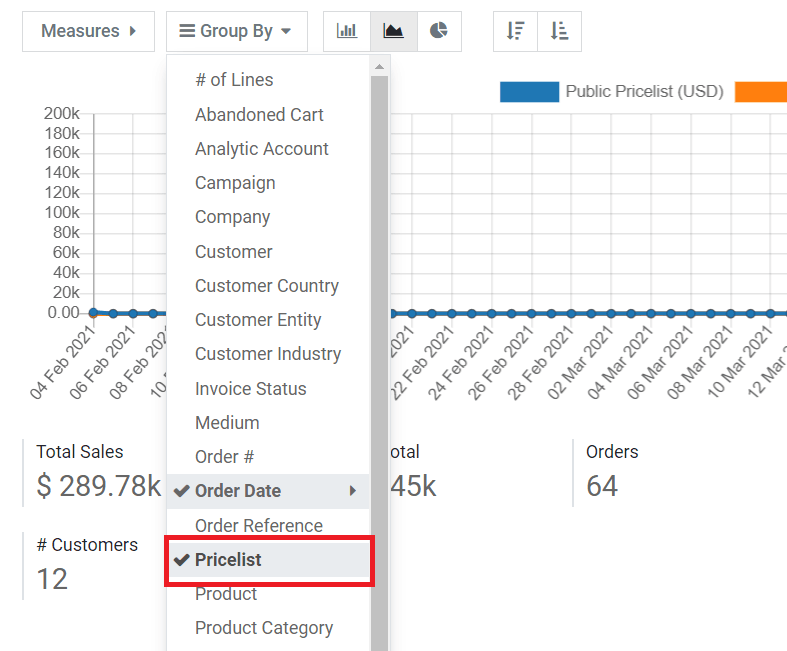 Measures
Group By
# of Lines
Abandoned Cart
Analytic Account
Campaign
Company
Customer
Customer Country
Customer Entity
Customer Industry
Invoice Status
Medium
Order #
Order Date
Order Reference
Pricelist
Product
Product Category
Public Pricelist (USD)
200k
180k
160k
140k
120k
100k
80k
60k
40k
20k
0.00
04 Feb 2021
06 Feb 2021
08 Feb
10
2021
22 Feb 2021
24 Feb 2021
26 Feb 2021
28 Feb 2021
02 Mar 2021
04 Mar 2021
06 Mar 2021
08 Mar 2021
10 Mar 2021
12 Mar
Total Sales
$ 289.78k
otal
45k
Orders
64
# Customers
12